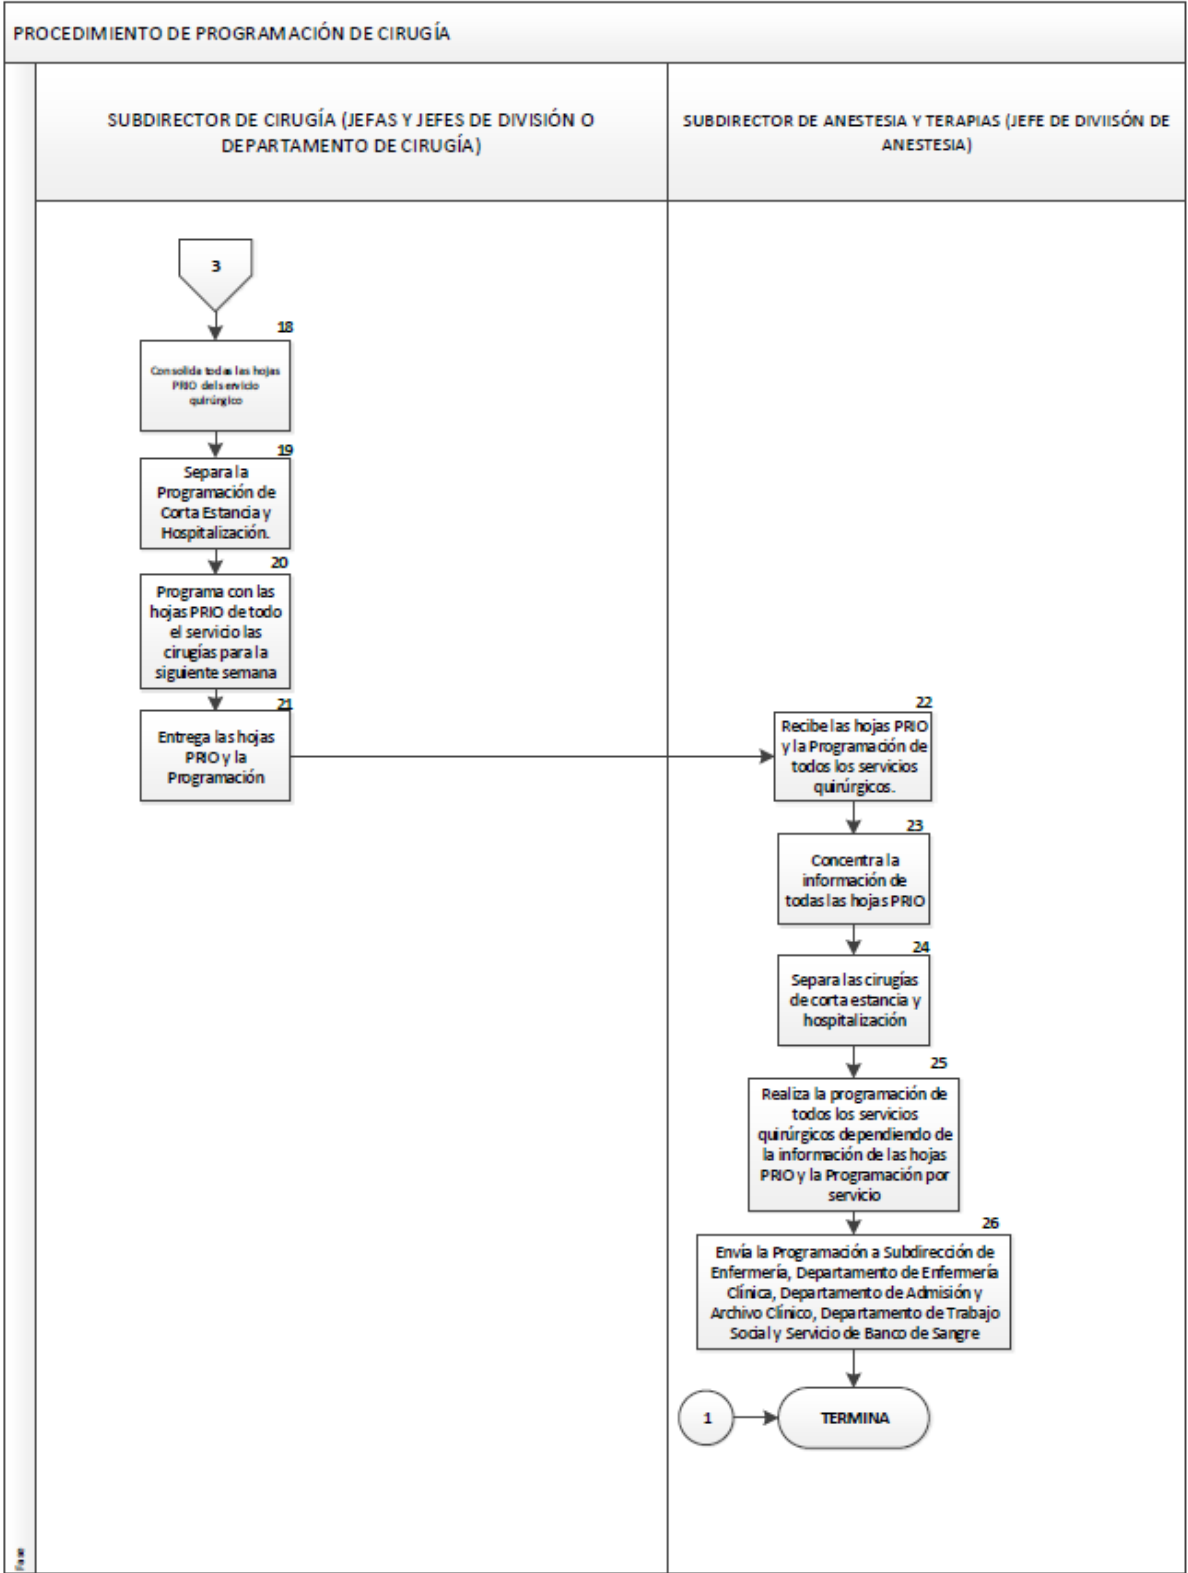 PROCEDIMIENTO DE PROGRAMACIÓN DE CIRUGÍA
SUBDIRECTOR DE CIRUGÍA (JEFAS Y JEFES DE DIVISIÓN O
DEPARTAMENTO DE CIRUGÍA)
SUBDIRECTOR DE ANESTESIA Y TERAPIAS (JEFE DE DIVIISÓN DE
ANESTESIA)
3
18
Consolida todas las hojas
PRIO del servicio
quirúrgico
19
Separa la
Programación de
Corta Estancia y
Hospitalización.
20
Programa con las
hojas PRIO de todo
el servicio las
cirugías para la
siguiente semana
21
Entrega las hojas
PRIO y la
Programación
22
Recibe las hojas PRIO
y la Programación de
todos los servicios
quirúrgicos.
23
Concentra la
información de
todas las hojas PRIO
24
Separa las cirugías
de corta estancia y
hospitalización
25
Realiza la programación de
todos los servicios
quirúrgicos dependiendo de
la información de las hojas
PRIO y la Programación por
servicio
26
Envía la Programación a Subdirección de
Enfermería, Departamento de Enfermería
Clínica, Departamento de Admisión y
Archivo Clínico, Departamento de Trabajo
Social y Servicio de Banco de Sangre
1
TERMINA
Fase